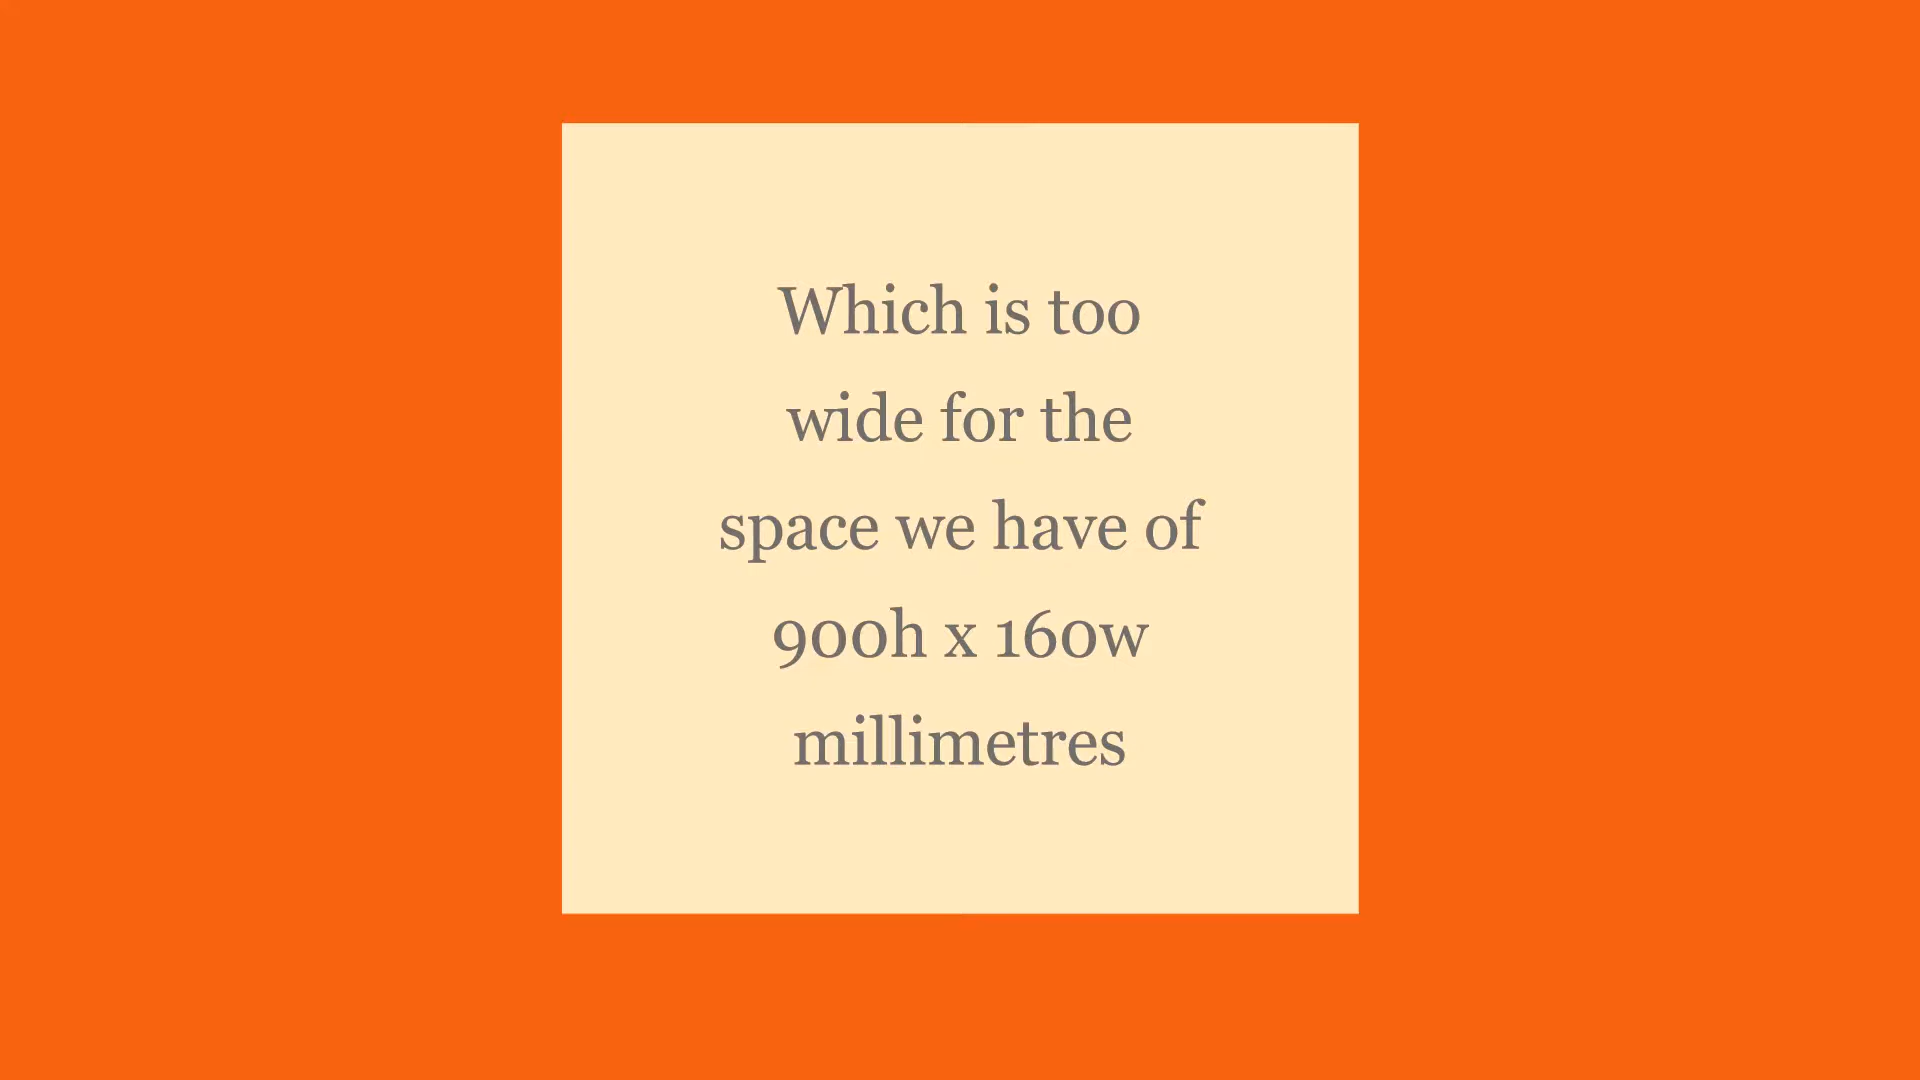 Which is too
wide for the
space we have of
900h x 160w
millimetres